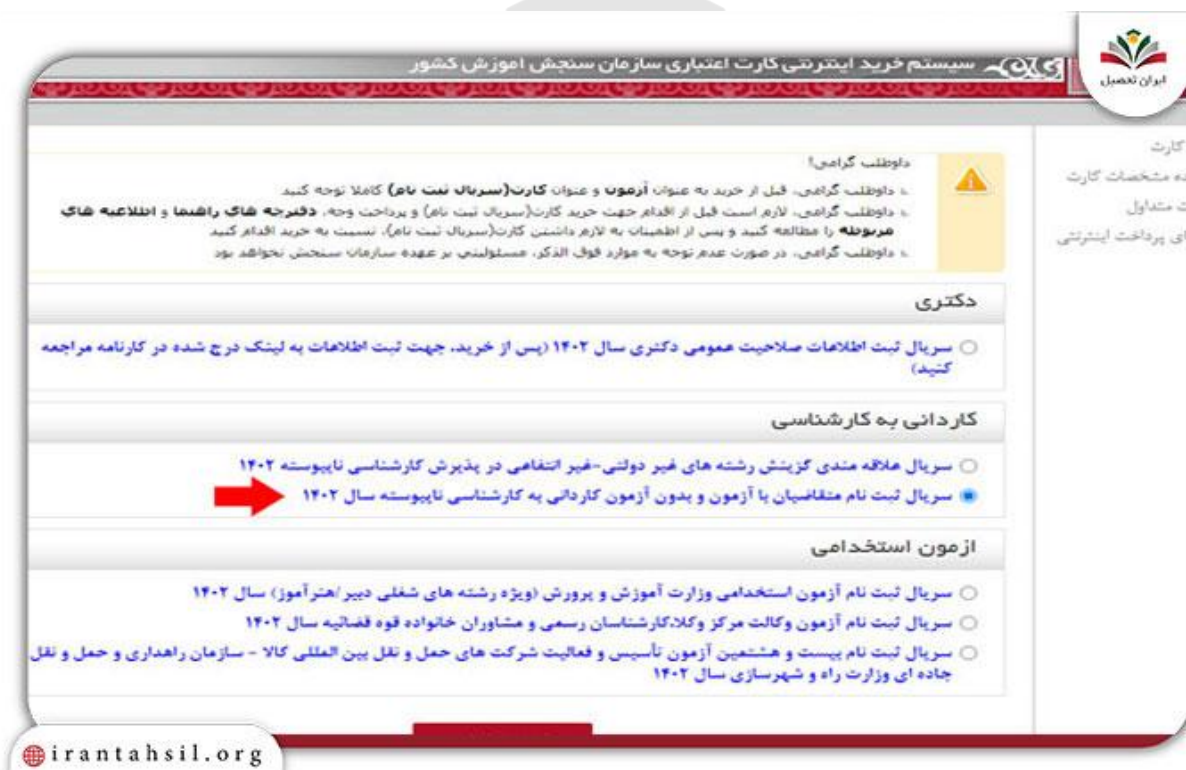 ایران تحصیل
سیستم خرید اینترنتی کارت اعتباری سازمان سنجش آموزش کشور
کارت
ده مشخصات کارت
ت متداول
ای پرداخت اینترنتی
داوطلب گرامی!
داوطلب گرامی، قبل از خرید به عنوان آزمون و عنوان کارت(سریال ثبت نام) کاملا توجه کنید
داوطلب گرامی، لازم است قبل از اقدام جهت خرید کارت(سریال ثبت نام) و پرداخت وجه، دفترچه های راهنما و اطلاعیه های
مربوطه را مطالعه کنید و پس از اطمینان به لازم داشتن کارت(سریال ثبت نام)، نسبت به خرید اقدام کنید
داوطلب گرامی، در صورت عدم توجه به موارد فوق الذکر، مسئولیتی بر عهده سازمان سنجش نخواهد بود
دکتری
سریال ثبت اطلاعات صلاحیت عمومی دکتری سال ۱۴۰۲ (پس از خرید، جهت ثبت اطلاعات به لینک درج شده در کارنامه مراجعه
کنید)
کاردانی به کارشناسی
سریال علاقه مندی گزینش رشته های غیر دولتی-غیر انتفاعی در پذیرش کارشناسی ناپیوسته ۱۴۰۲
سریال ثبت نام متقاضیان با آزمون و بدون آزمون کاردانی به کارشناسی ناپیوسته سال ۱۴۰۲
ازمون استخدامی
سریال ثبت نام آزمون استخدامی وزارت آموزش و پرورش (ویژه رشته های شغلی دبیر/هنرآموز) سال ۱۴۰۲
سریال ثبت نام آزمون وکالت مرکز وکلا،کارشناسان رسمی و مشاوران خانواده قوه قضائیه سال ۱۴۰۲
سریال ثبت نام بیست و هشتمین آزمون تأسیس و فعالیت شرکت های حمل و نقل بین المللی کالا - سازمان راهداری و حمل و نقل
جاده ای وزارت راه و شهرسازی سال ۱۴۰۲
irantahsil.org